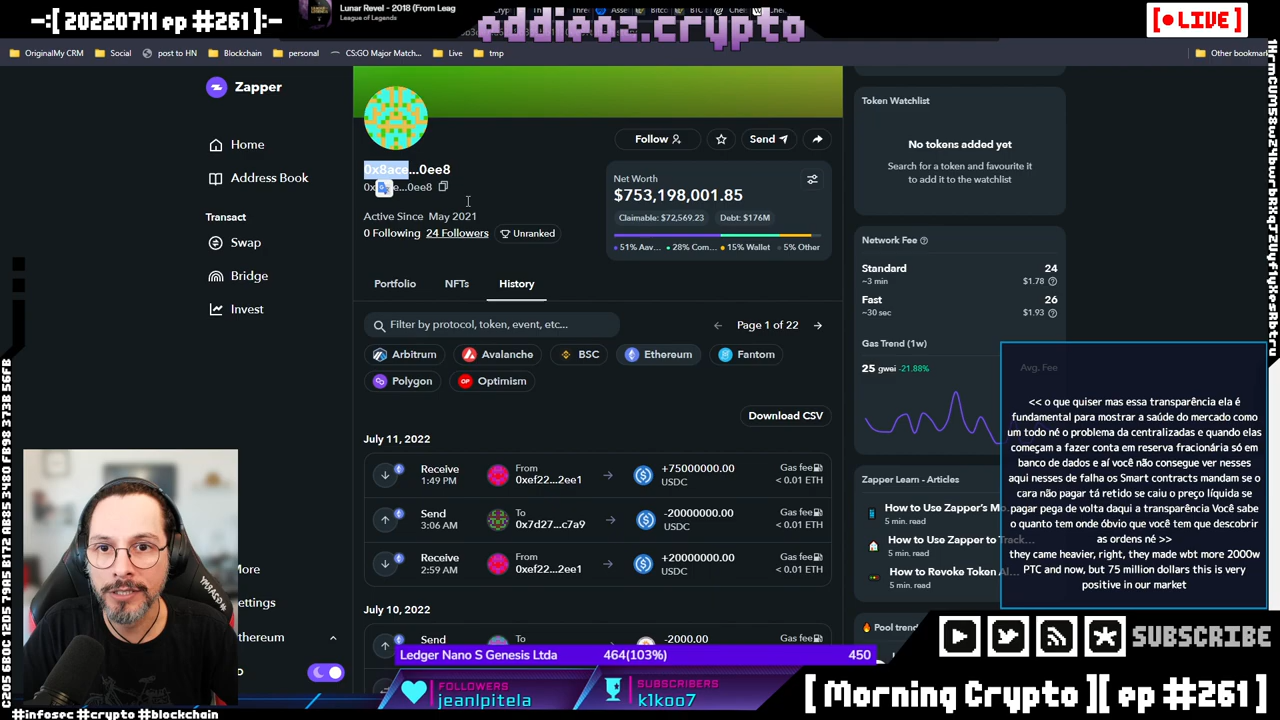 ]:-[ 20220711 ep #261 ]:-
Lunar Revel - 2018 (From Leag
League of Legends
eddieoz.crypto
[● LIVE]
OriginalMy CRM
Social
post to HN
Blockchain
personal
CS:GO Major Match...
Live
tmp
Other bookmar
Zapper
Home
Address Book
Transact
Swap
Bridge
Invest
0x8ace...0ee8
Active Since May 2021
0 Following 24 Followers
Unranked
Follow
Send
Net Worth
$753,198,001.85
Claimable: $72,569.23
Debt: $176M
51% Aav... 28% Com... 15% Wallet 5% Other
Portfolio
NFTs
History
Filter by protocol, token, event, etc...
Page 1 of 22
Arbitrum
Avalanche
BSC
Ethereum
Fantom
Polygon
Optimism
Download CSV
July 11, 2022
Receive
1:49 PM
From
0xef22...2ee1
+75000000.00
USDC
Gas fee
< 0.01 ETH
Send
3:06 AM
To
0x7d27...c7a9
-20000000.00
USDC
Gas fee
< 0.01 ETH
Receive
2:59 AM
From
0xef22...2ee1
+20000000.00
USDC
Gas fee
< 0.01 ETH
July 10, 2022
Send
To
-2000.00
Gas fee
Token Watchlist
No tokens added yet
Search for a token and favourite
it to add it to the watchlist
Network Fee
Standard
~3 min
24
$1.78
Fast
~30 sec
26
$1.93
Gas Trend (1w)
25 gwei -21.88%
Avg. Fee
Zapper Learn - Articles
How to Use Zapper's Mo
5 min. read
How to Use Zapper to Track...
5 min. read
How to Revoke Token Al...
5 min. read
Pool trend
<< o que quiser mas essa transparência ela é
fundamental para mostrar a saúde do mercado como
um todo né o problema da centralizadas e quando elas
começam a fazer conta em reserva fracionária só em
banco de dados e aí você não consegue ver nesses
aqui nesses de falha os Smart contracts mandam se o
cara não pagar tá retido se caiu o preço líquida se
pagar pega de volta daqui a transparência Você sabe
o quanto tem onde óbvio que você tem que descobrir
as ordens né >>
they came heavier, right, they made wbt more 2000w
PTC and now, but 75 million dollars this is very
positive in our market
ore
ettings
thereum
Ledger Nano S Genesis Ltda 464(103%) 450
FOLLOWERS
jeanlpitela
SUBSCRIBERS
k1koo7
SUBSCRIBE
[ Morning Crypto ][ ep #261 ]
#infosec #crypto #blockchain